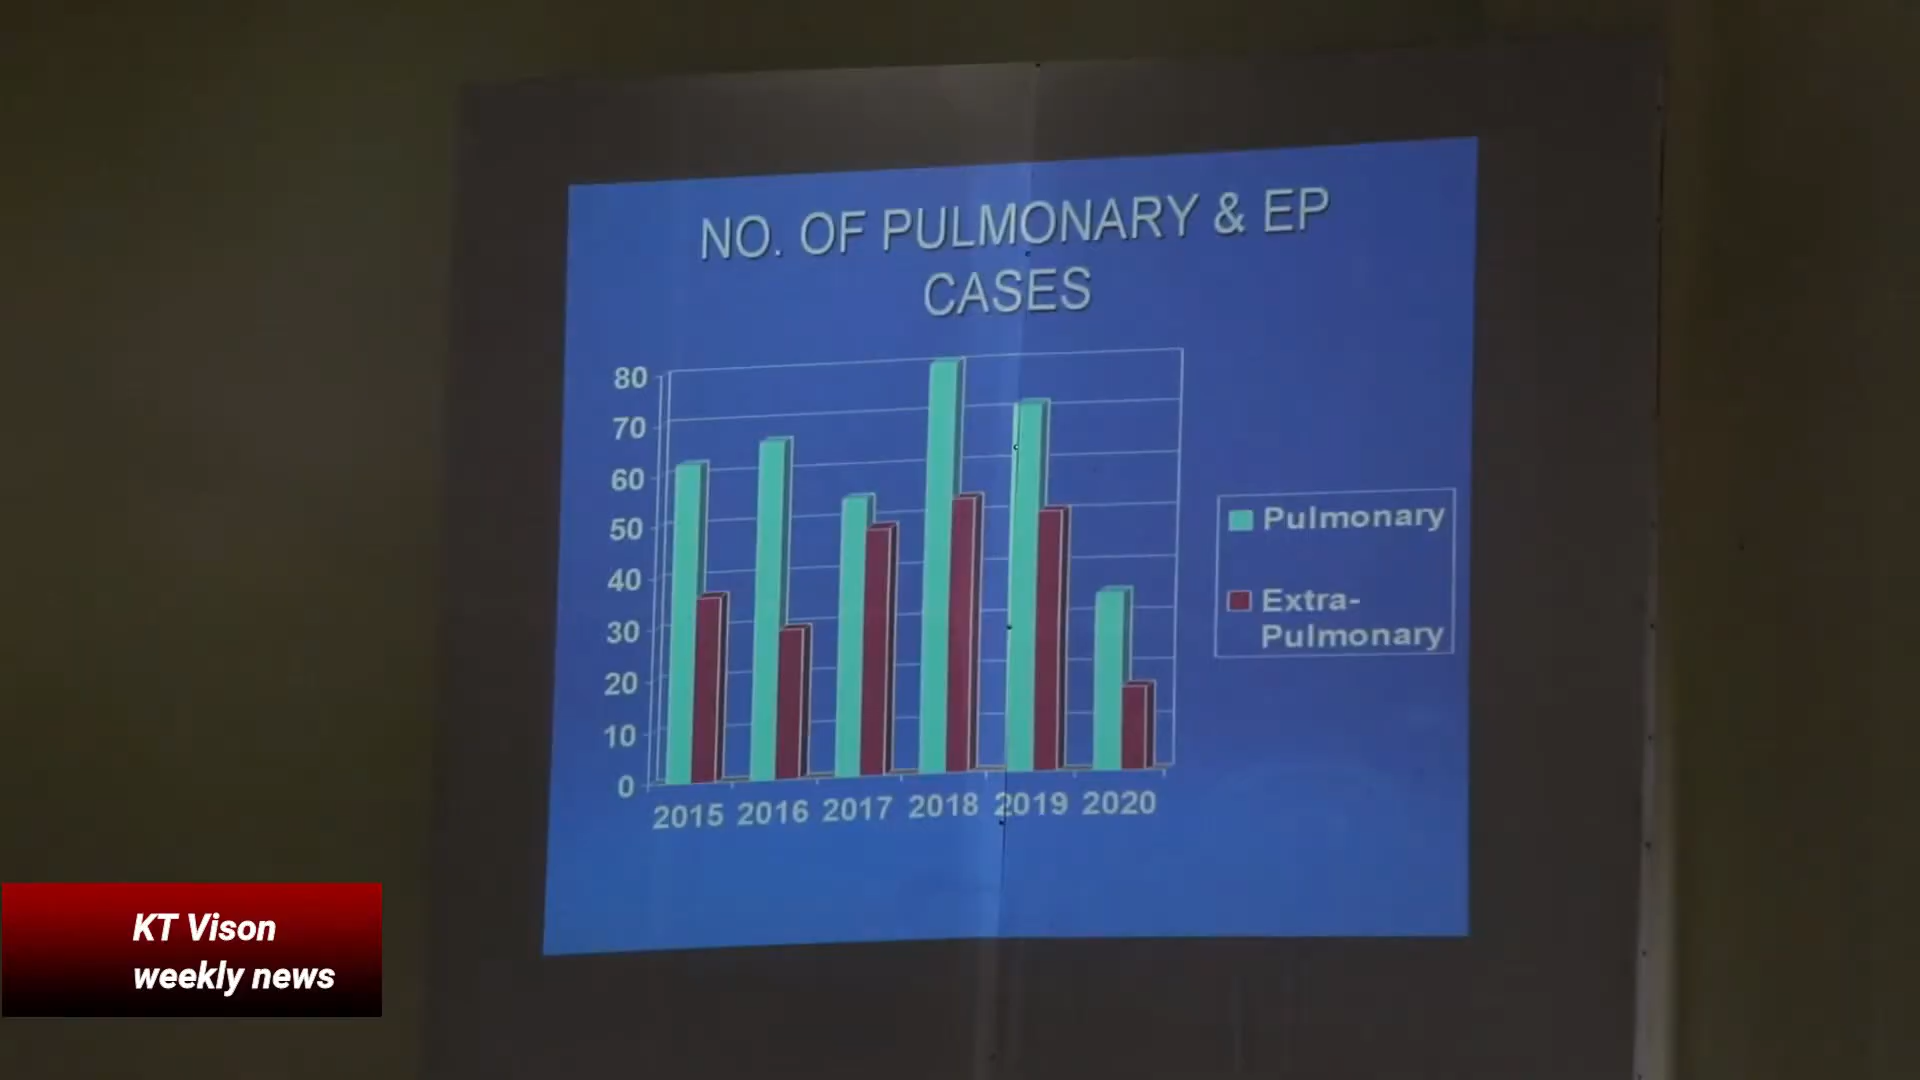 NO. OF PULMONARY & EP
CASES
80
70
60
50
40
30
20
10
0
2015 2016 2017 2018 2019 2020
Pulmonary
Extra-
Pulmonary
KT Vison
weekly news